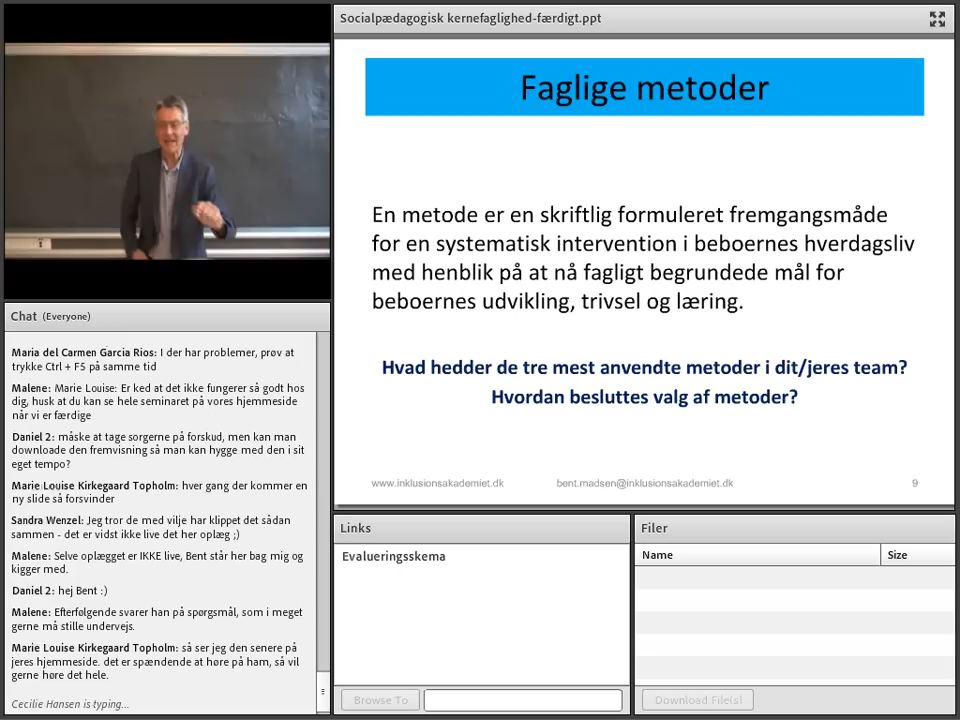 Socialpædagogisk kernefaglighed-færdigt.ppt
Faglige metoder
En metode er en skriftlig formuleret fremgangsmåde
for en systematisk intervention i beboernes hverdagsliv
med henblik på at nå fagligt begrundede mål for
beboernes udvikling, trivsel og læring.
Hvad hedder de tre mest anvendte metoder i dit/jeres team?
Hvordan besluttes valg af metoder?
www.inklusionsakademiet.dk bent.madsen@inklusionsakademiet.dk 9
Chat (Everyone)
Maria del Carmen Garcia Rios: I der har problemer, prøv at
trykke Ctrl + F5 på samme tid
Malene: Marie Louise: Er ked at det ikke fungerer så godt hos
dig, husk at du kan se hele seminaret på vores hjemmeside
når vi er færdige
Daniel 2: måske at tage sorgerne på forskud, men kan man
downloade den fremvisning så man kan hygge med den i sit
eget tempo?
Marie Louise Kirkegaard Topholm: hver gang der kommer en
ny slide så forsvinder
Sandra Wenzel: Jeg tror de med vilje har klippet det sådan
sammen - det er vidst ikke live det her oplæg ;)
Malene: Selve oplægget er IKKE live, Bent står her bag mig og
kigger med.
Daniel 2: hej Bent :)
Malene: Efterfølgende svarer han på spørgsmål, som i meget
gerne må stille undervejs.
Marie Louise Kirkegaard Topholm: så ser jeg den senere på
jeres hjemmeside. det er spændende at høre på ham, så vil
gerne høre det hele.
Cecilie Hansen is typing...
Links
Evalueringsskema
Browse To
Filer
Name Size
Download File(s)